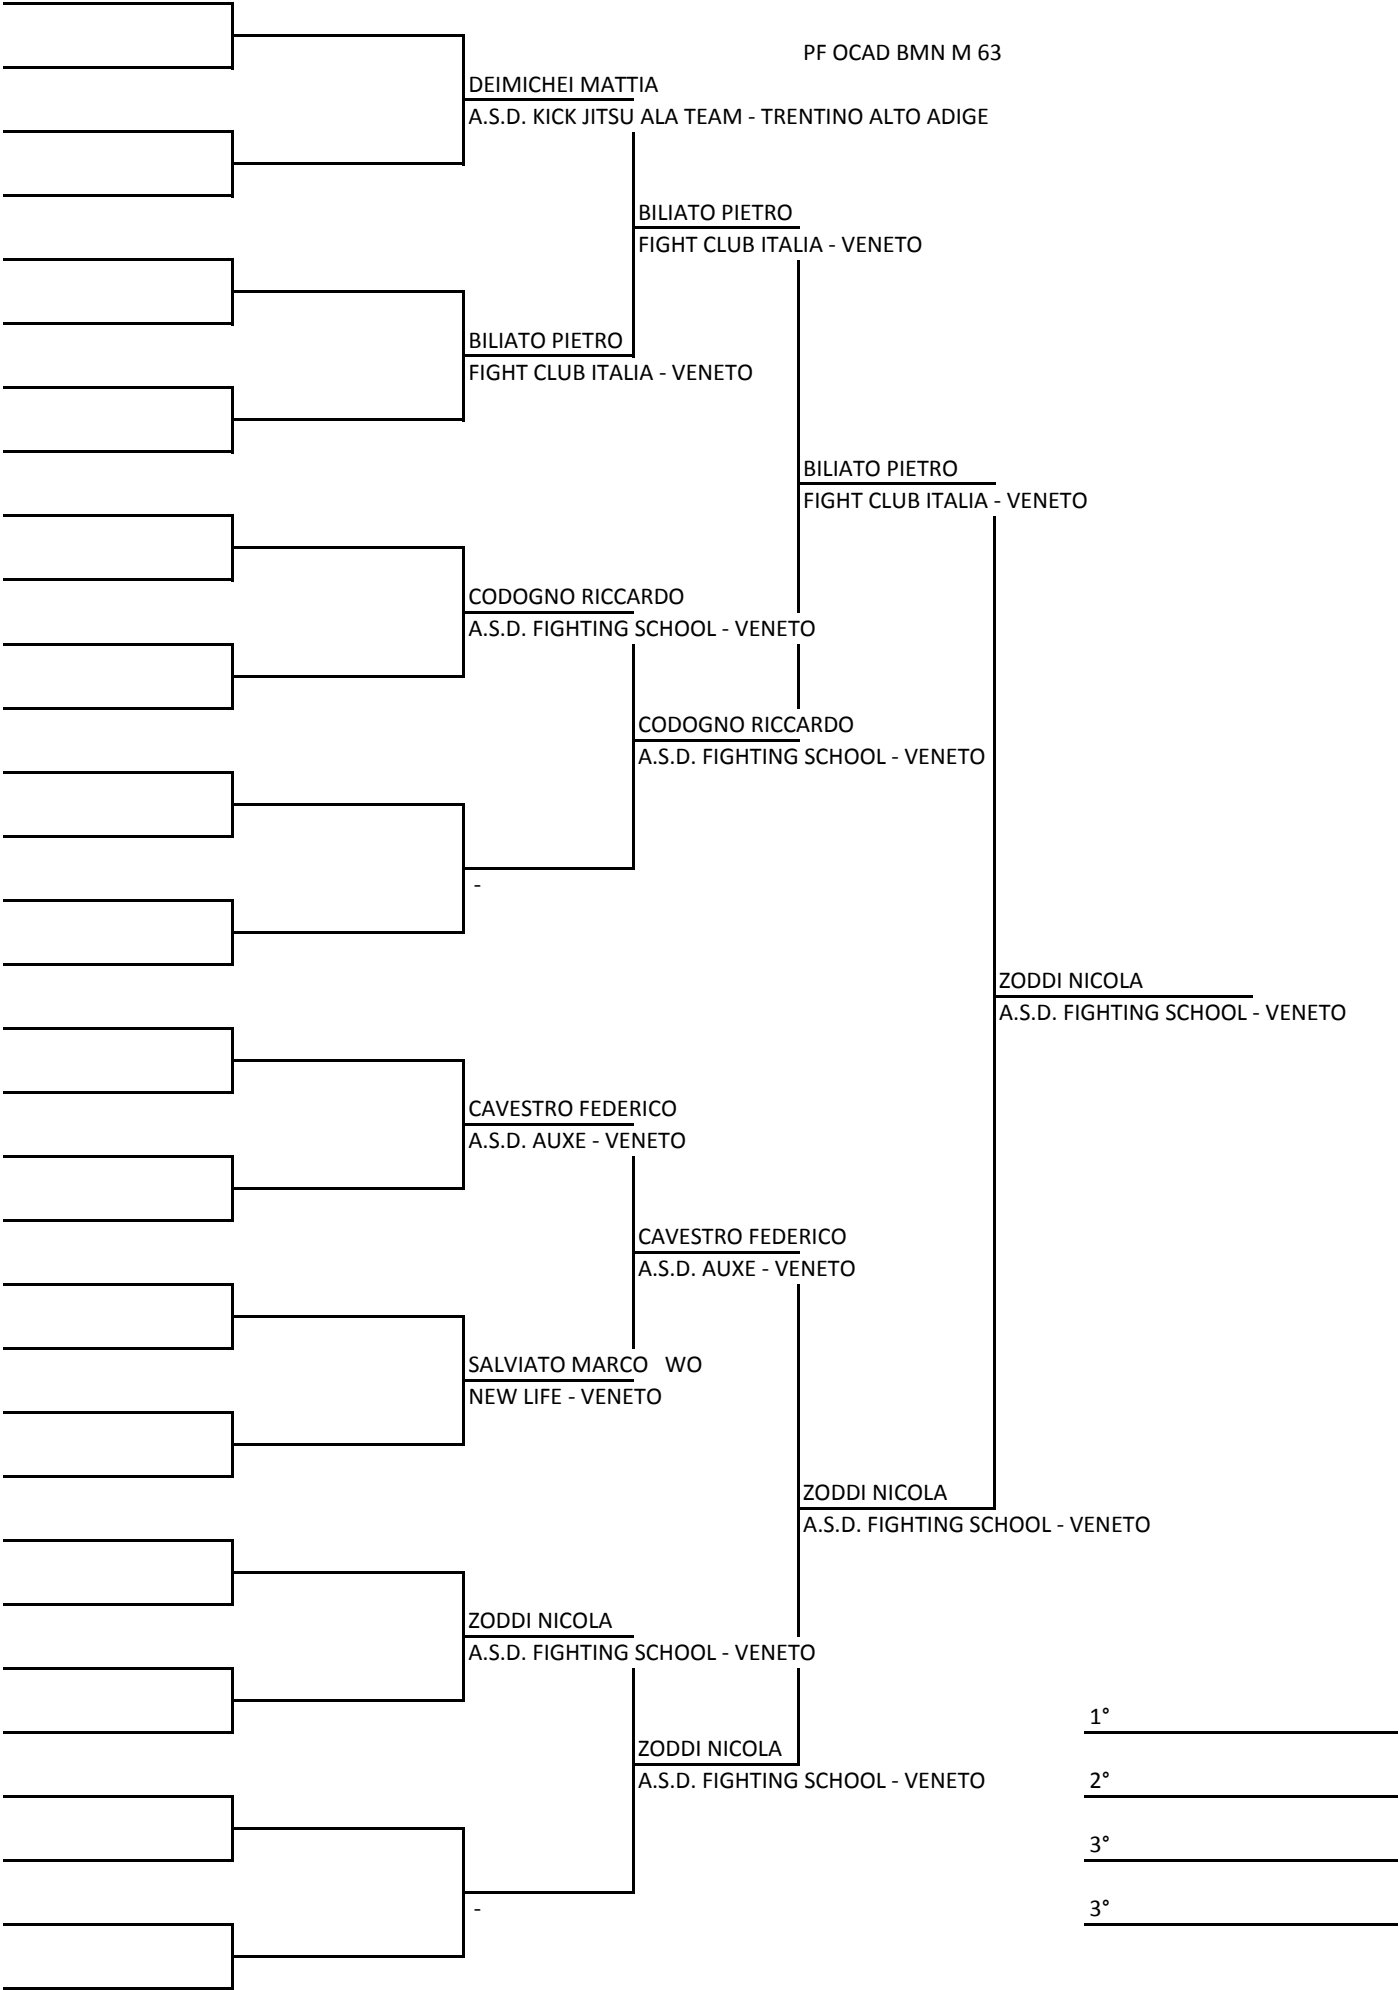 PF OCAD BMN M 63
DEIMICHEI MATTIA
A.S.D. KICK JITSU ALA TEAM - TRENTINO ALTO ADIGE
BILIATO PIETRO
FIGHT CLUB ITALIA - VENETO
BILIATO PIETRO
FIGHT CLUB ITALIA - VENETO
BILIATO PIETRO
FIGHT CLUB ITALIA - VENETO
CODOGNO RICCARDO
A.S.D. FIGHTING SCHOOL - VENETO
CODOGNO RICCARDO
A.S.D. FIGHTING SCHOOL - VENETO
-
ZODDI NICOLA
A.S.D. FIGHTING SCHOOL - VENETO
CAVESTRO FEDERICO
A.S.D. AUXE - VENETO
CAVESTRO FEDERICO
A.S.D. AUXE - VENETO
SALVIATO MARCO   WO
NEW LIFE - VENETO
ZODDI NICOLA
A.S.D. FIGHTING SCHOOL - VENETO
ZODDI NICOLA
A.S.D. FIGHTING SCHOOL - VENETO
1°
ZODDI NICOLA
A.S.D. FIGHTING SCHOOL - VENETO
2°
3°
-
3°